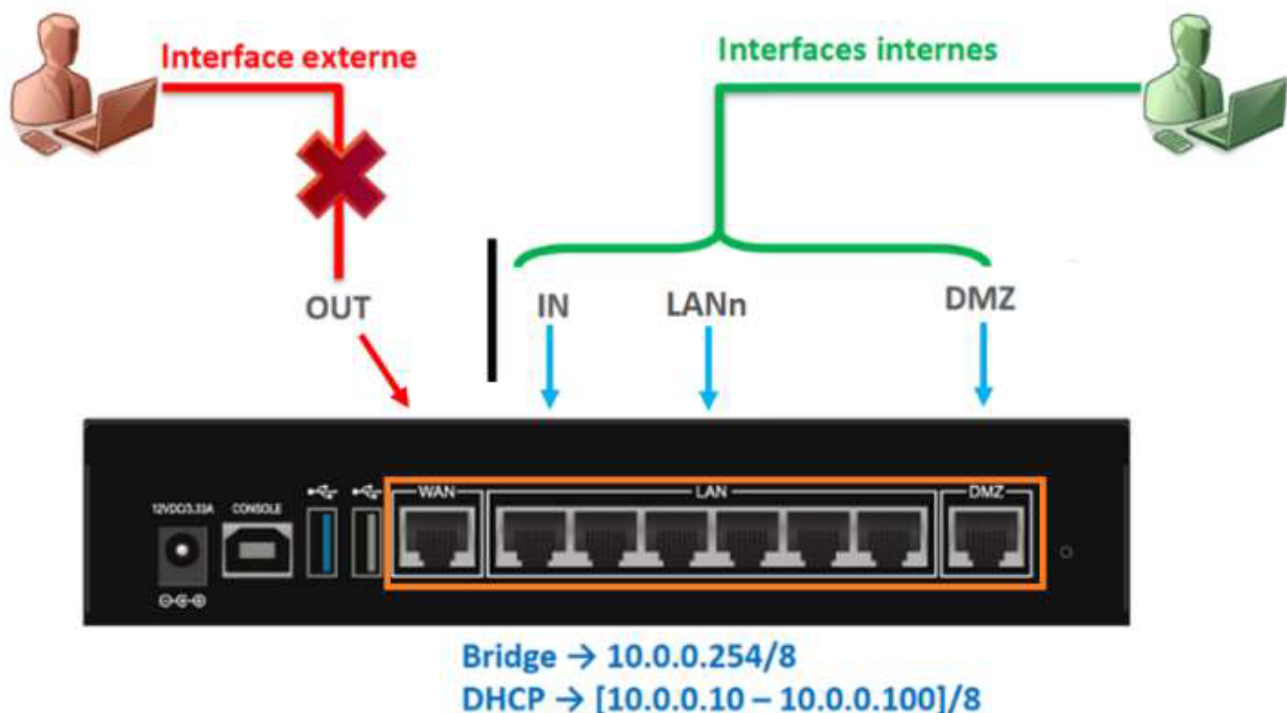 Interface externe
Interfaces internes
OUT
IN
LANn
DMZ
WAN
LAN
DMZ
12VDC/3.33A
CONSOLE
Bridge → 10.0.0.254/8
DHCP → [10.0.0.10 – 10.0.0.100]/8